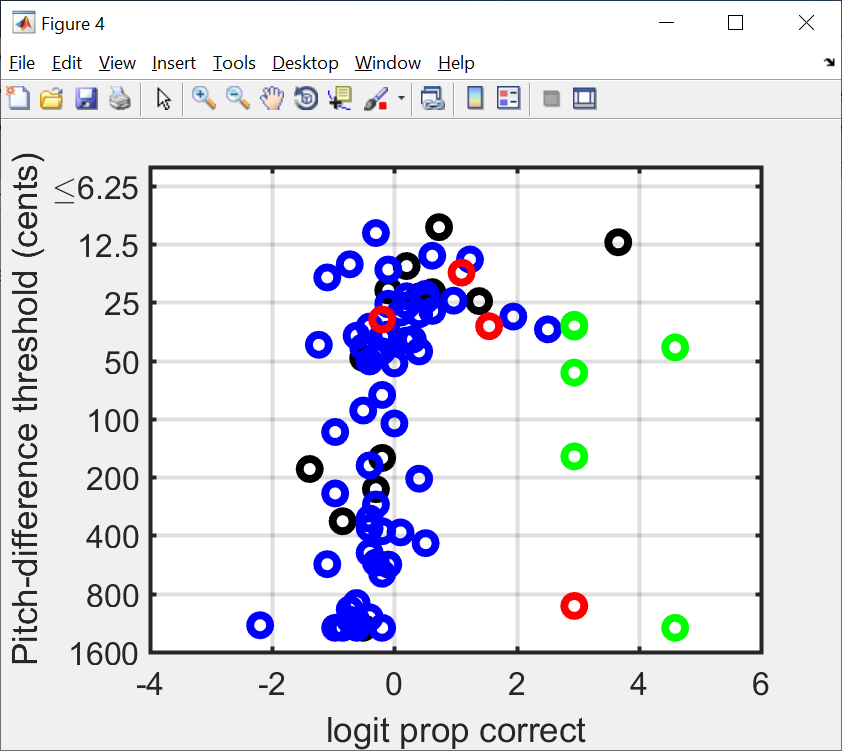 Figure 4
File Edit View Insert Tools Desktop Window Help
Pitch-difference threshold (cents)
≤6.25
12.5
25
50
100
200
400
800
1600
-4 -2 0 2 4 6
logit prop correct